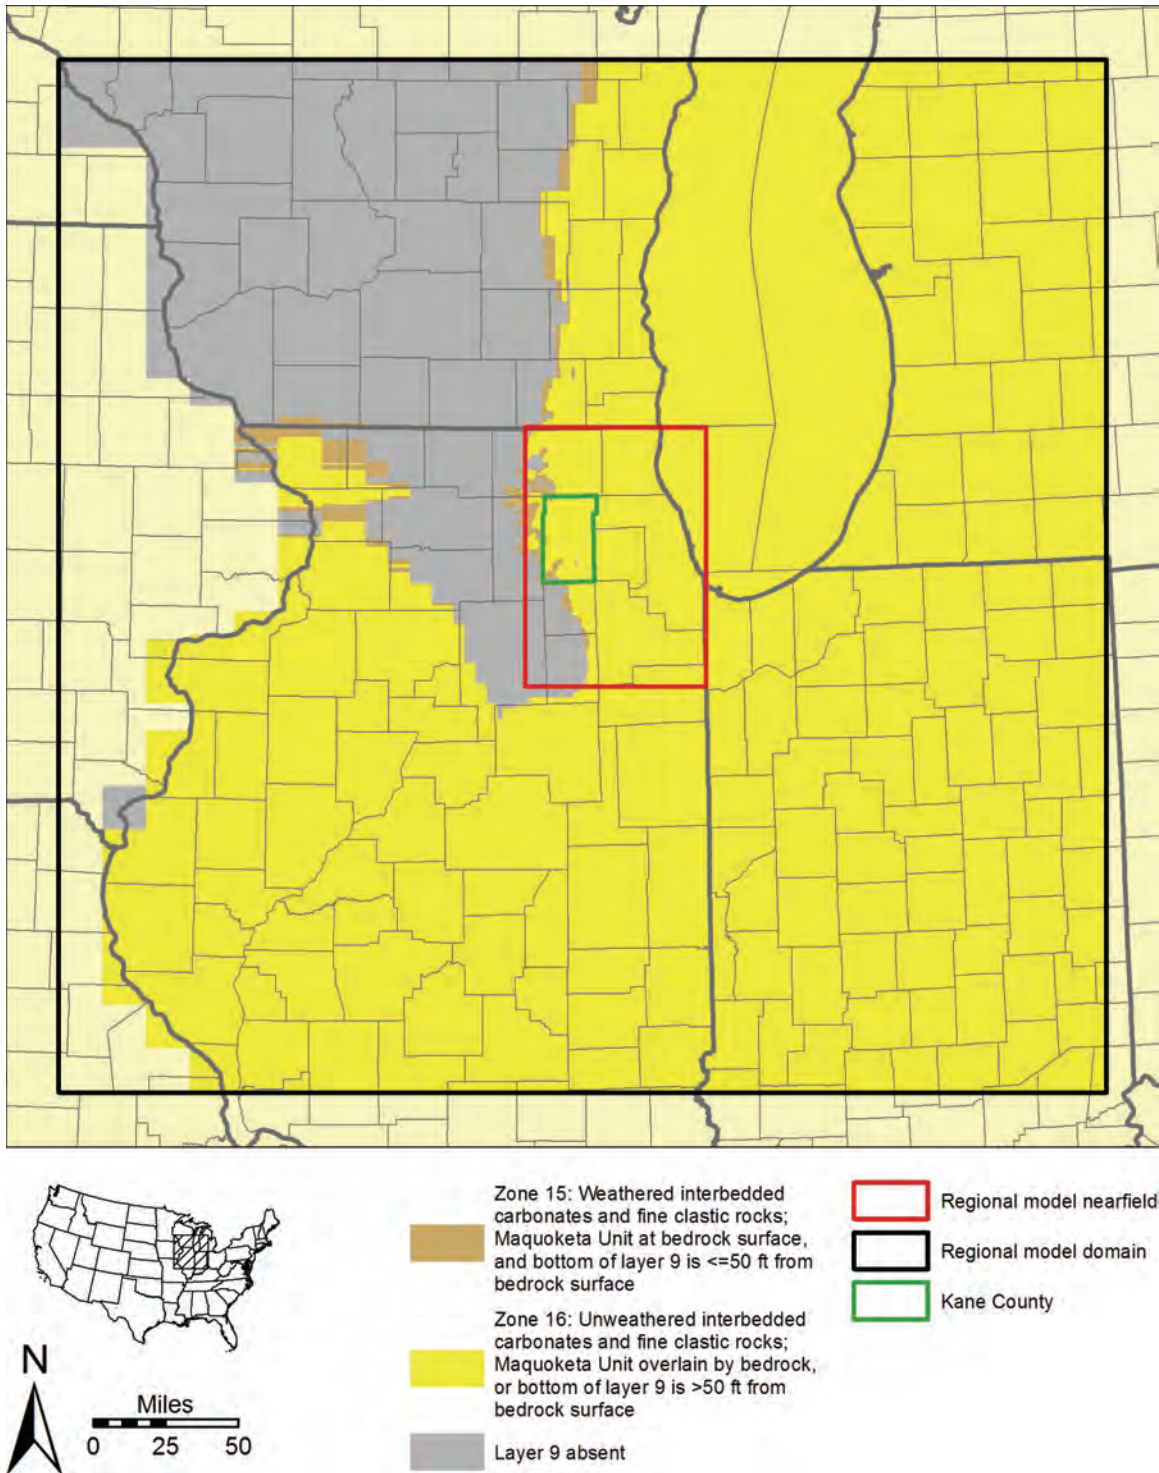 Zone 15: Weathered interbedded
carbonates and fine clastic rocks;
Maquoketa Unit at bedrock surface,
and bottom of layer 9 is <=50 ft from
bedrock surface
Zone 16: Unweathered interbedded
carbonates and fine clastic rocks;
Maquoketa Unit overlain by bedrock,
or bottom of layer 9 is >50 ft from
bedrock surface
Layer 9 absent
Regional model nearfield
Regional model domain
Kane County
N
Miles
0 25 50